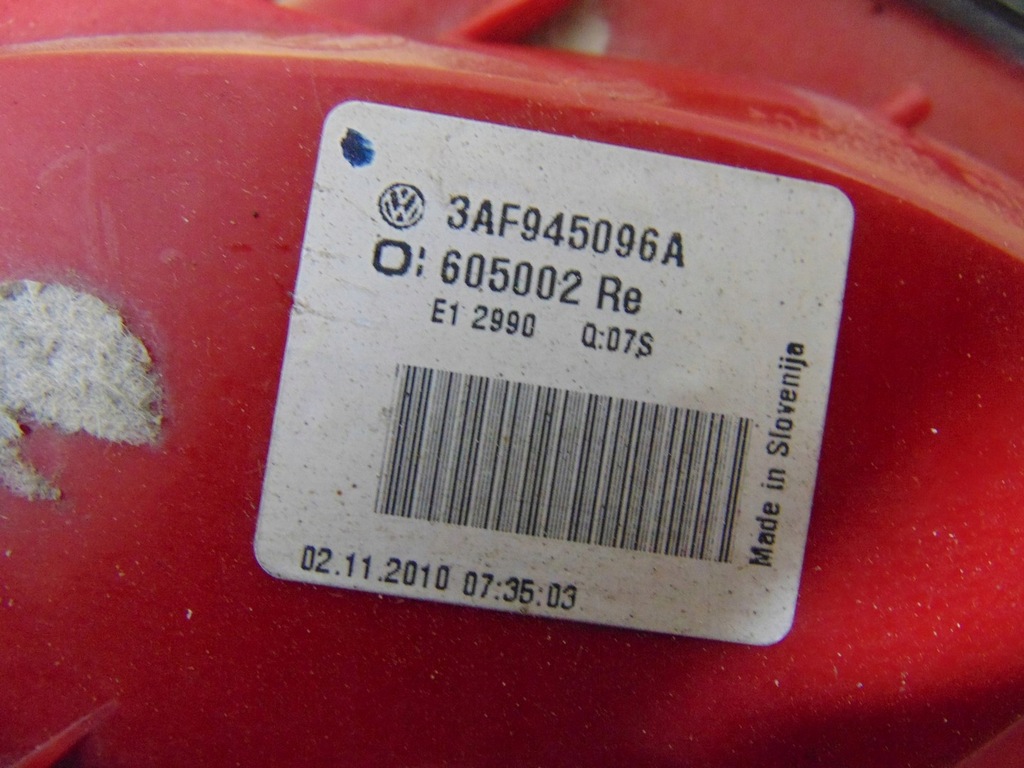 3AF945096A
O: 605002 Re
E1 2990 Q:07S
Made in Slovenija
02.11.2010 07:35:03